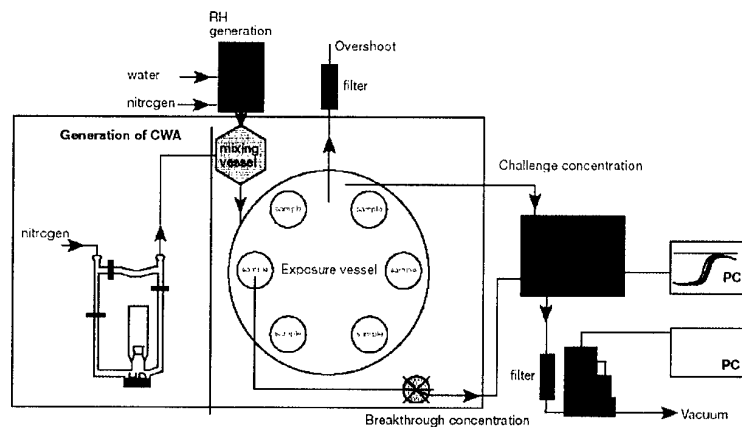 RH
generation
Overshoot
water
filter
nitrogen
Generation of CWA
mixing
vessel
Challenge concentration
sample
sample
nitrogen
sample
Exposure vessel
sample
PC
sample
sample
filter
PC
Breakthrough concentration
Vacuum